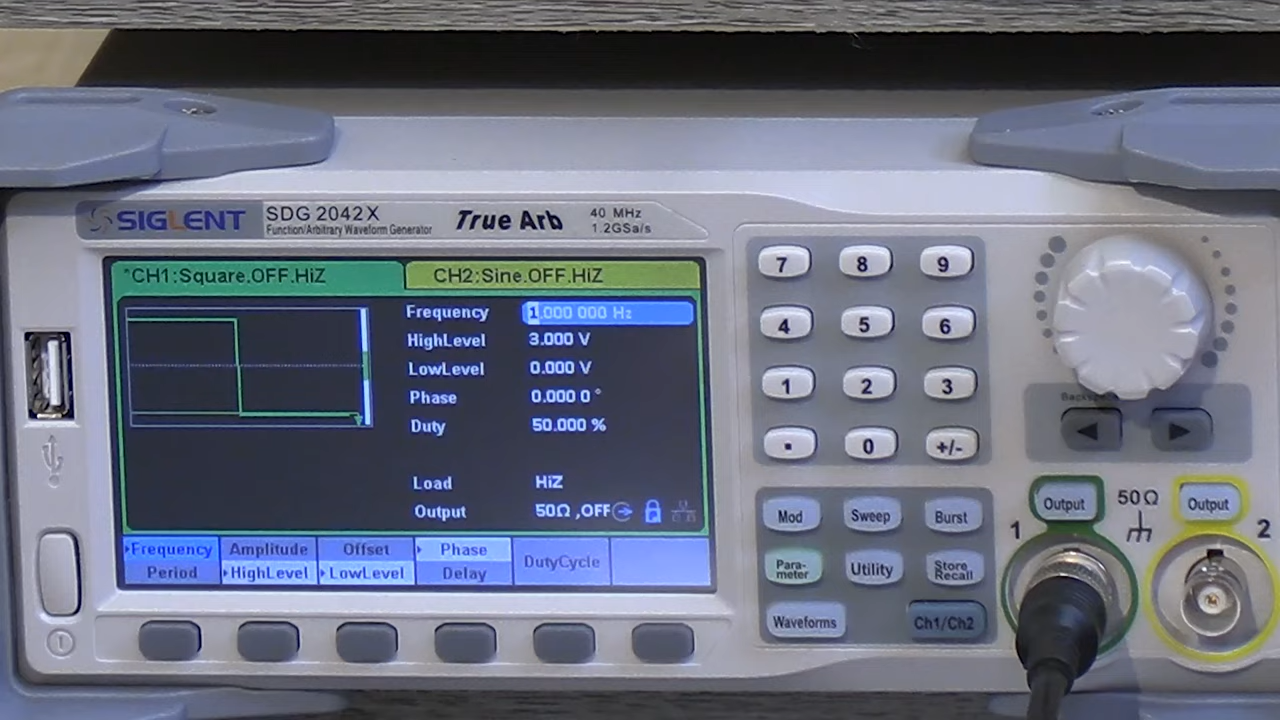 SIGLENT
SDG 2042X
Function/Arbitrary Waveform Generator
True Arb
40 MHz
1.2GSa/s
*CH1:Square.OFF.HiZ
CH2:Sine.OFF.HiZ
Frequency 1.000 000 Hz
HighLevel 3.000 V
LowLevel 0.000 V
Phase 0.000 0 °
Duty 50.000 %
Load HiZ
Output 50Ω ,OFF
Frequency Amplitude Offset Phase DutyCycle
Period HighLevel LowLevel Delay
7 8 9
4 5 6
1 2 3
. 0 +/-
Backspace
Mod Sweep Burst
Para-
meter
Utility
Store
Recall
Waveforms Ch1/Ch2
Output 50Ω Output
1 2